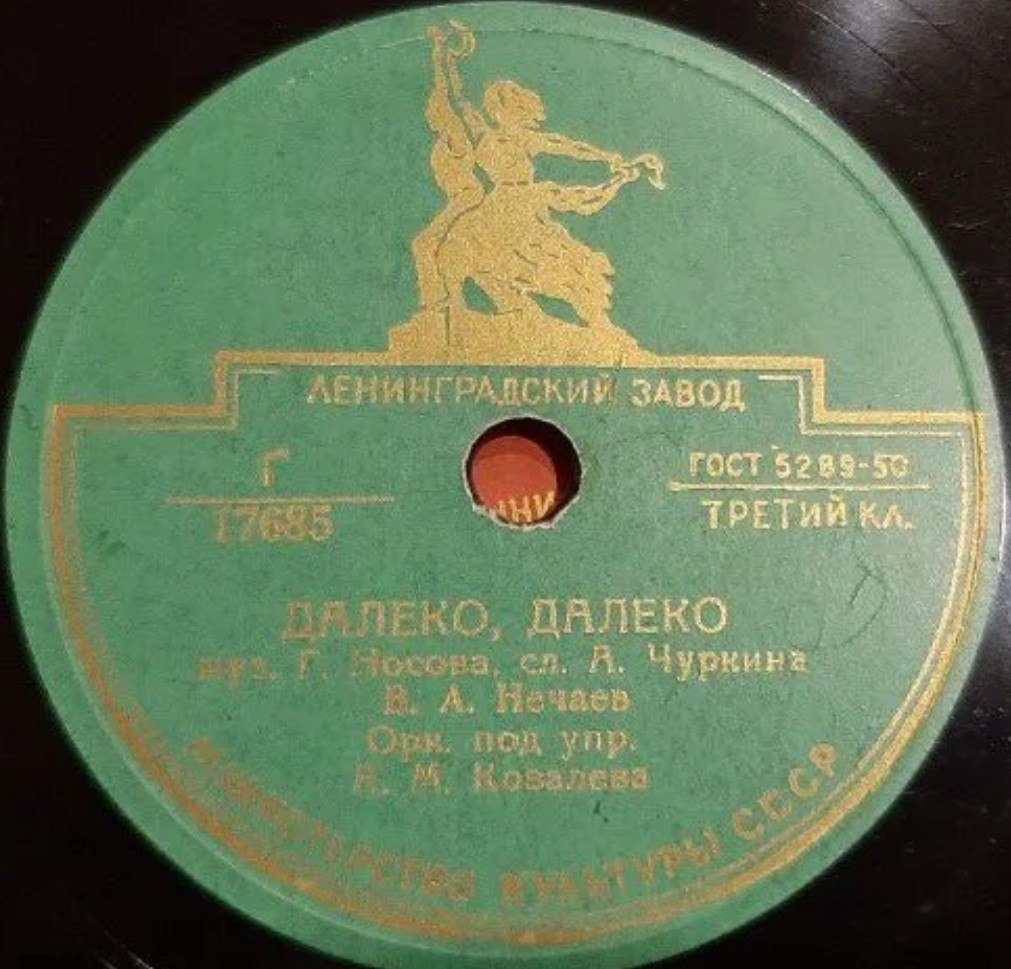 ЛЕНИНГРАДСКИЙ ЗАВОД
Г
17685
ГОСТ 5289-50
ТРЕТИЙ КЛ.
ДАЛЕКО, ДАЛЕКО
муз. Г. Носова, сл. А. Чуркина
В. А. Нечаев
Орк. под упр.
Н. М. Ковалева
МИНИСТЕРСТВО КУЛЬТУРЫ СССР